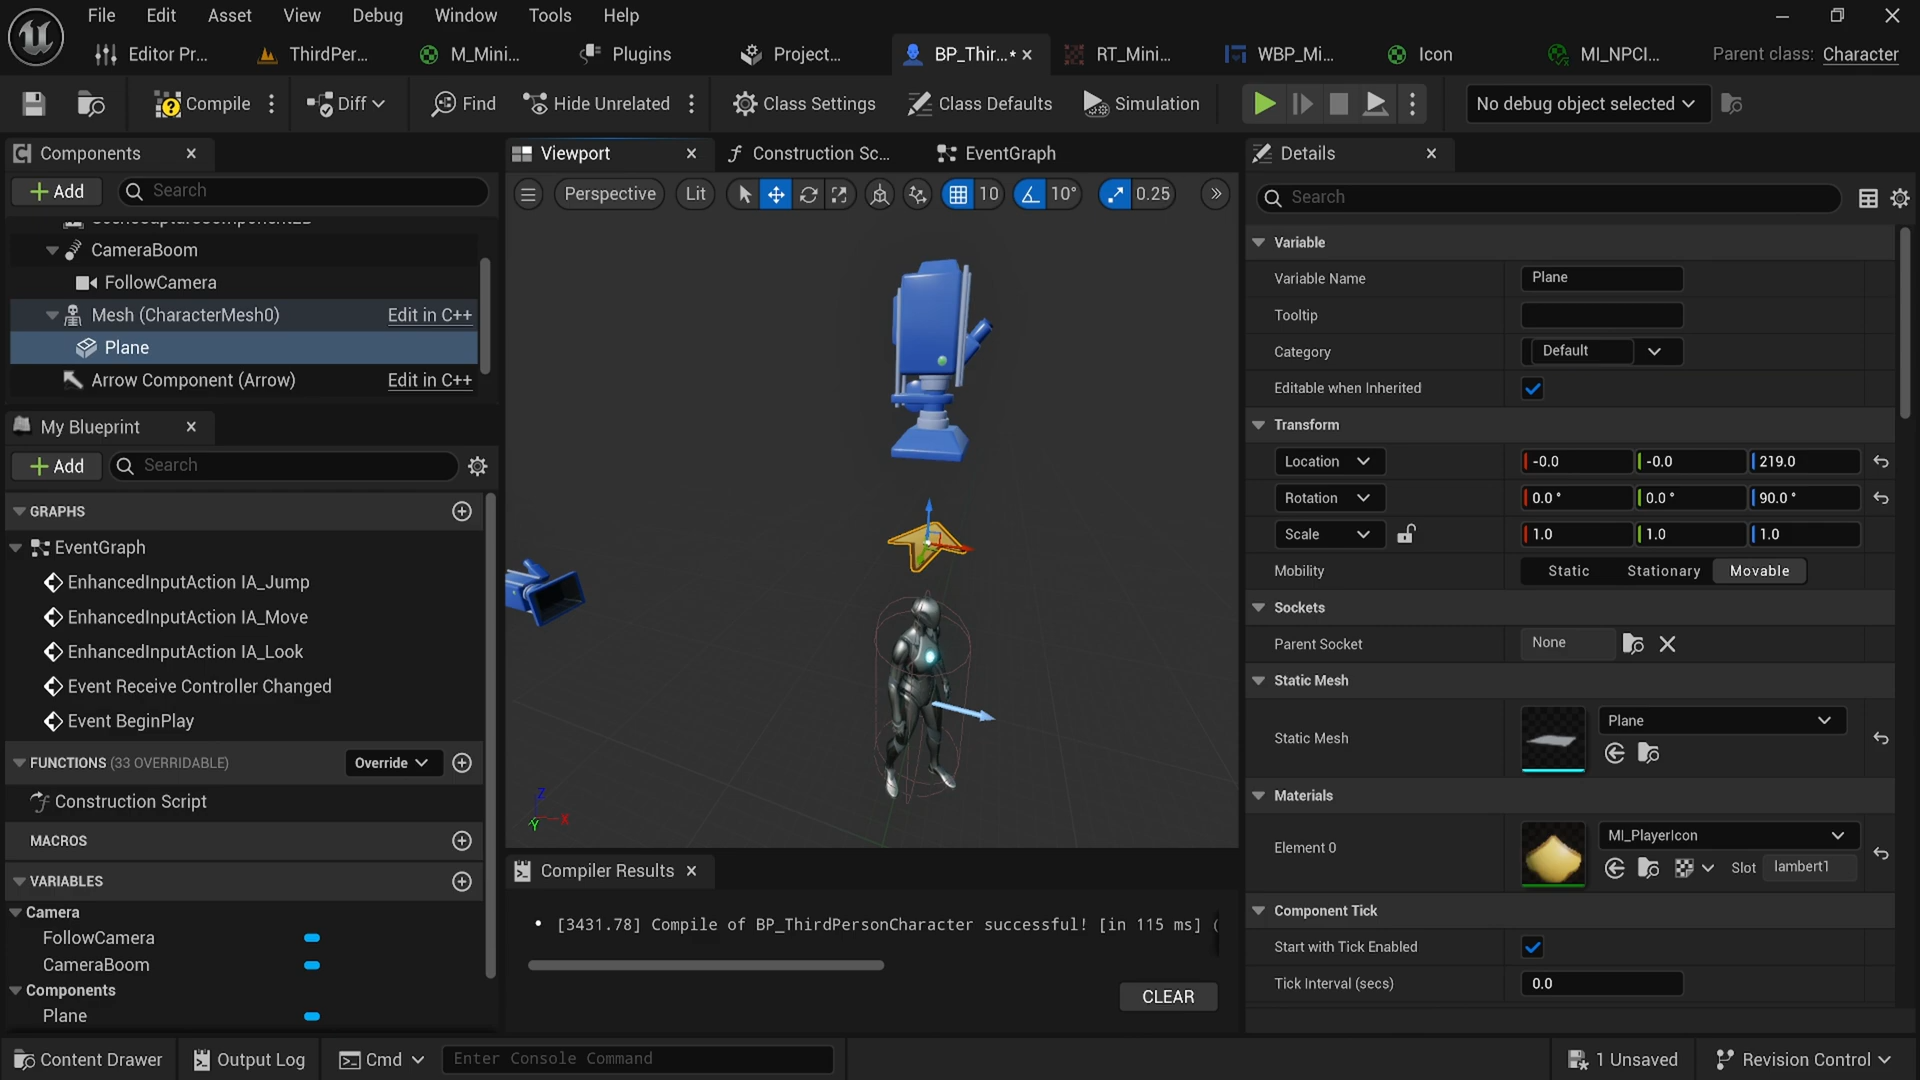 File Edit Asset View Debug Window Tools Help
Editor Pr... ThirdPer... M_Mini... Plugins Project... BP_Thir...* RT_Mini... WBP_Mi... Icon MI_NPCI... Parent class: Character
Compile Diff Find Hide Unrelated Class Settings Class Defaults Simulation No debug object selected
Components
Add Search
CameraBoom
FollowCamera
Mesh (CharacterMesh0) Edit in C++
Plane
Arrow Component (Arrow) Edit in C++
My Blueprint
Add Search
GRAPHS
EventGraph
EnhancedInputAction IA_Jump
EnhancedInputAction IA_Move
EnhancedInputAction IA_Look
Event Receive Controller Changed
Event BeginPlay
FUNCTIONS (33 OVERRIDABLE) Override
Construction Script
MACROS
VARIABLES
Camera
FollowCamera
CameraBoom
Components
Plane
Viewport Construction Sc... EventGraph
Perspective Lit 10 10° 0.25
Z
X
Y
Compiler Results
[3431.78] Compile of BP_ThirdPersonCharacter successful! [in 115 ms] (
CLEAR
Details
Search
Variable
Variable Name Plane
Tooltip
Category Default
Editable when Inherited
Transform
Location -0.0 -0.0 219.0
Rotation 0.0 ° 0.0 ° 90.0 °
Scale 1.0 1.0 1.0
Mobility Static Stationary Movable
Sockets
Parent Socket None
Static Mesh
Static Mesh Plane
Materials
Element 0 MI_PlayerIcon
Slot lambert1
Component Tick
Start with Tick Enabled
Tick Interval (secs) 0.0
Content Drawer Output Log Cmd Enter Console Command 1 Unsaved Revision Control